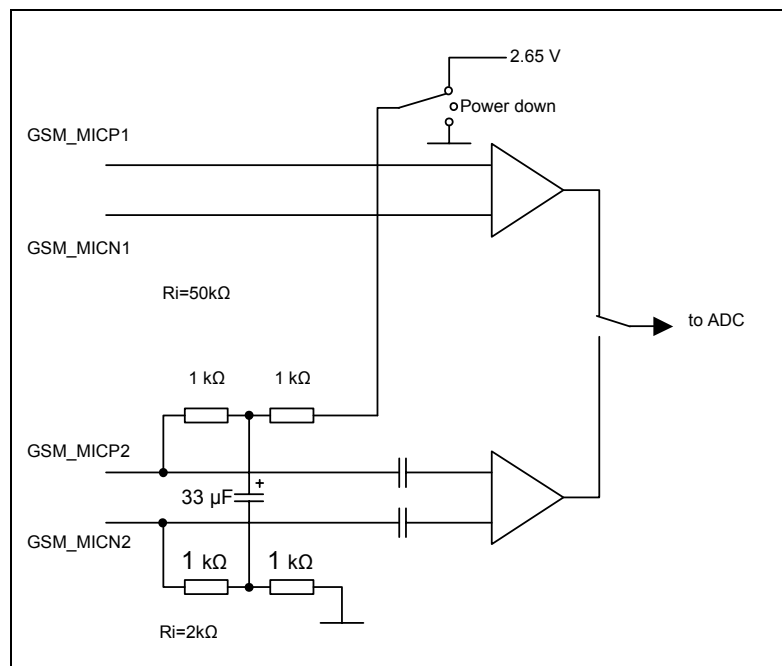 2.65 V
Power down
GSM_MICP1
GSM_MICN1
Ri=50kΩ
to ADC
1 kΩ
1 kΩ
GSM_MICP2
+
33 µF
GSM_MICN2
1 kΩ
1 kΩ
Ri=2kΩ